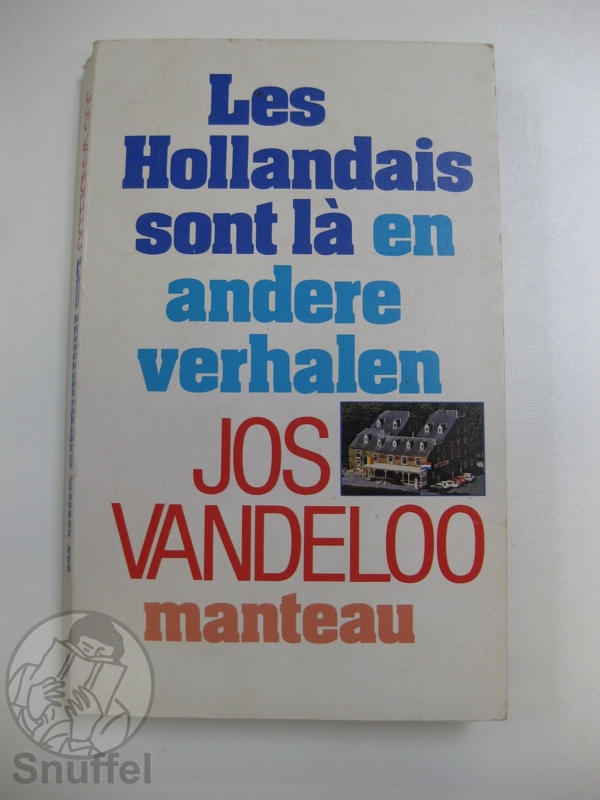 Les
Hollandais
sont là en
andere
verhalen
JOS
VANDELOO
manteau
Snuffel